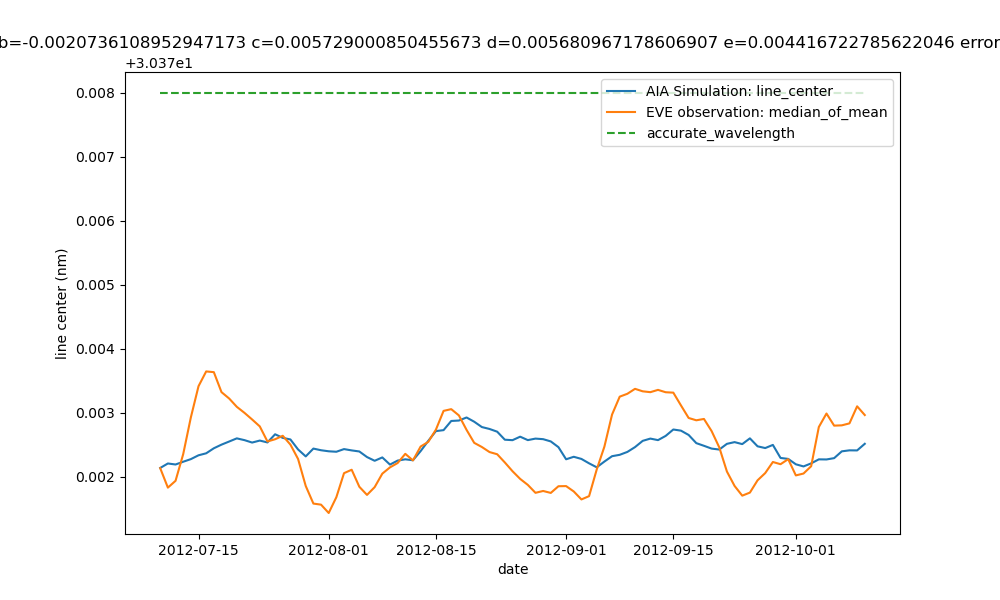 b=-0.0020736108952947173 c=0.005729000850455673 d=0.005680967178606907 e=0.004416722785622046 error
+3.037e1
0.008
0.007
0.006
0.005
0.004
0.003
0.002
line center (nm)
AIA Simulation: line_center
EVE observation: median_of_mean
accurate_wavelength
2012-07-15 2012-08-01 2012-08-15 2012-09-01 2012-09-15 2012-10-01
date